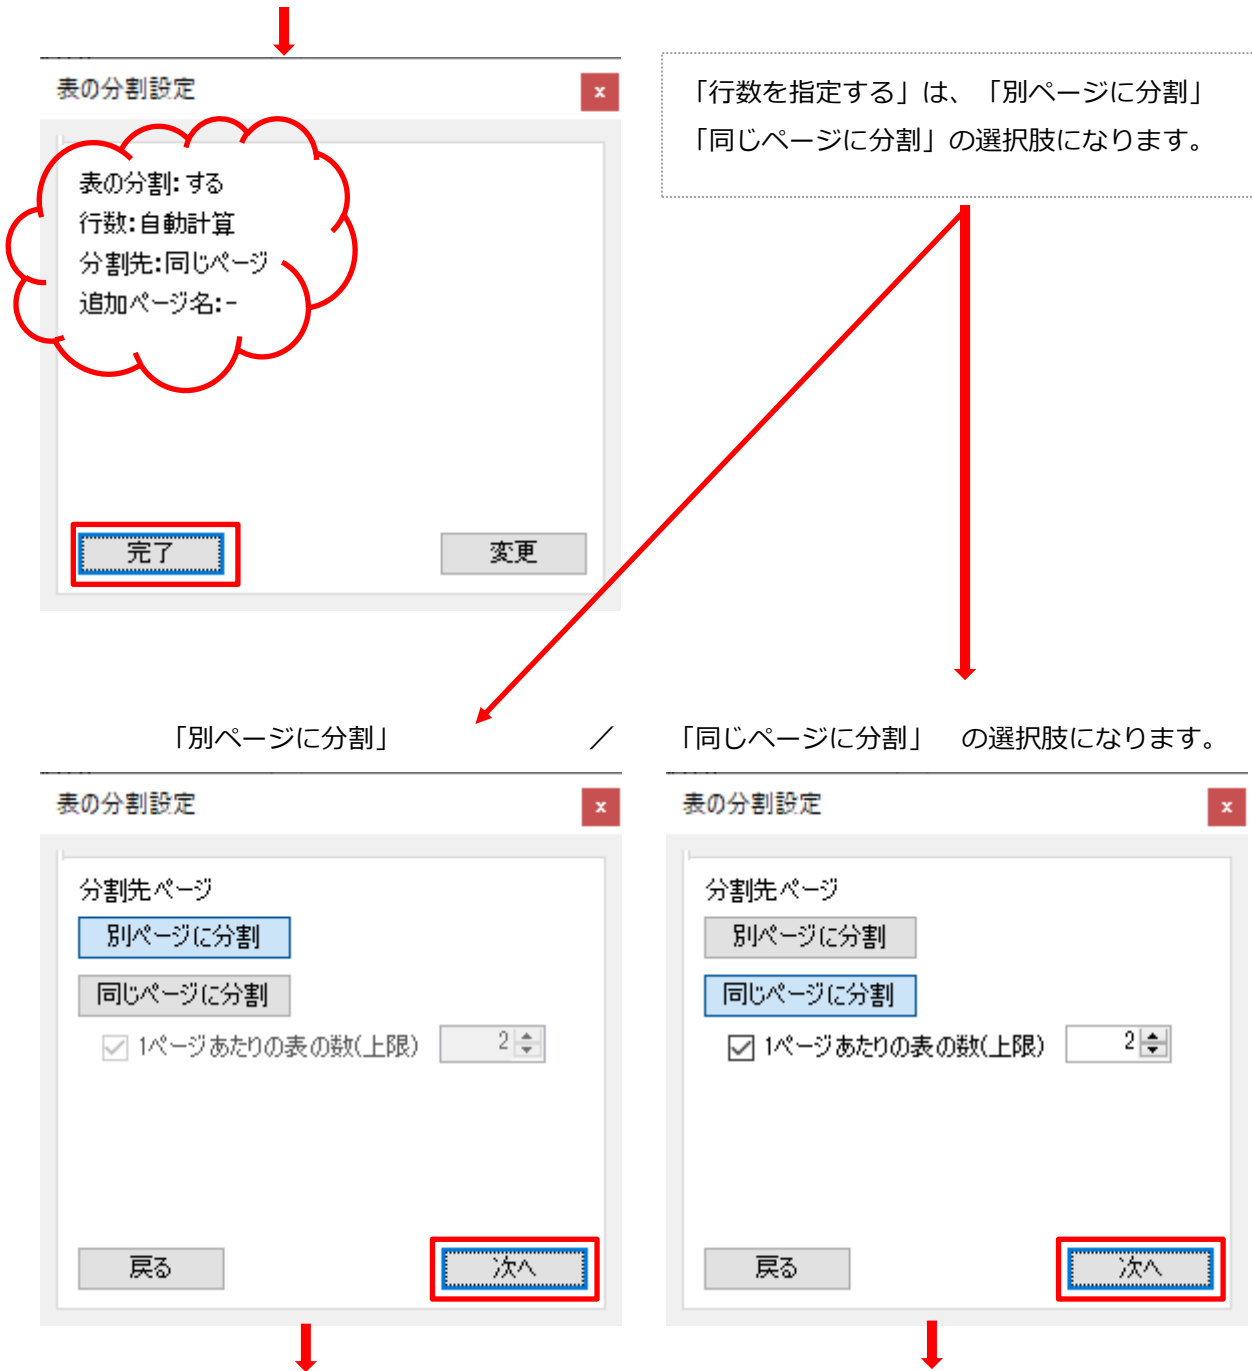 表の分割設定
x
表の分割:する
行数:自動計算
分割先:同じページ
追加ページ名:-
完了
変更
「行数を指定する」は、「別ページに分割」
「同じページに分割」の選択肢になります。
「別ページに分割」 / 「同じページに分割」 の選択肢になります。
表の分割設定
x
分割先ページ
別ページに分割
同じページに分割
1ページあたりの表の数(上限) 2
戻る
次へ
表の分割設定
x
分割先ページ
別ページに分割
同じページに分割
1ページあたりの表の数(上限) 2
戻る
次へ